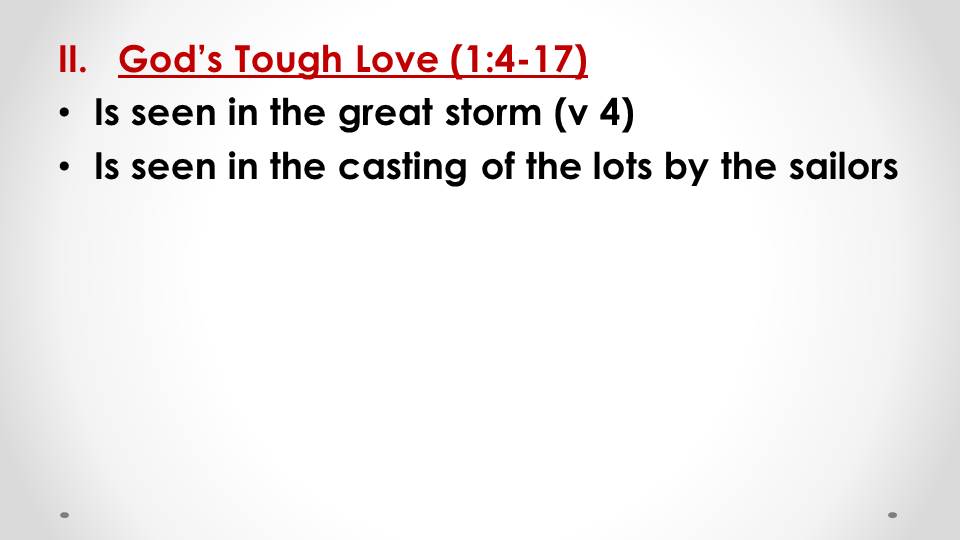 II. God’s Tough Love (1:4-17)
• Is seen in the great storm (v 4)
• Is seen in the casting of the lots by the sailors